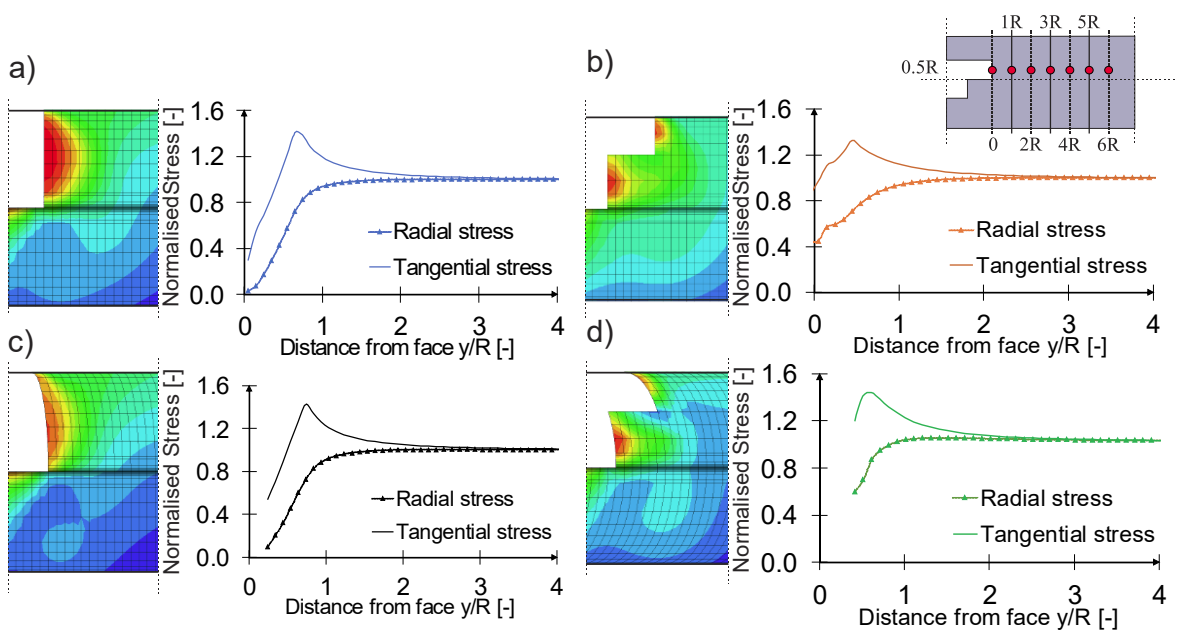 a)
Normalised Stress [-]
1.6
1.2
0.8
0.4
0.0
Radial stress
Tangential stress
0 1 2 3 4
Distance from face y/R [-]
b)
1R 3R 5R
0.5R
0 2R 4R 6R
Normalised Stress [-]
1.6
1.2
0.8
0.4
0.0
Radial stress
Tangential stress
0 1 2 3 4
Distance from face y/R [-]
c)
Normalised Stress [-]
1.6
1.2
0.8
0.4
0.0
Radial stress
Tangential stress
0 1 2 3 4
Distance from face y/R [-]
d)
Normalised Stress [-]
1.6
1.2
0.8
0.4
0.0
Radial stress
Tangential stress
0 1 2 3 4
Distance from face y/R [-]